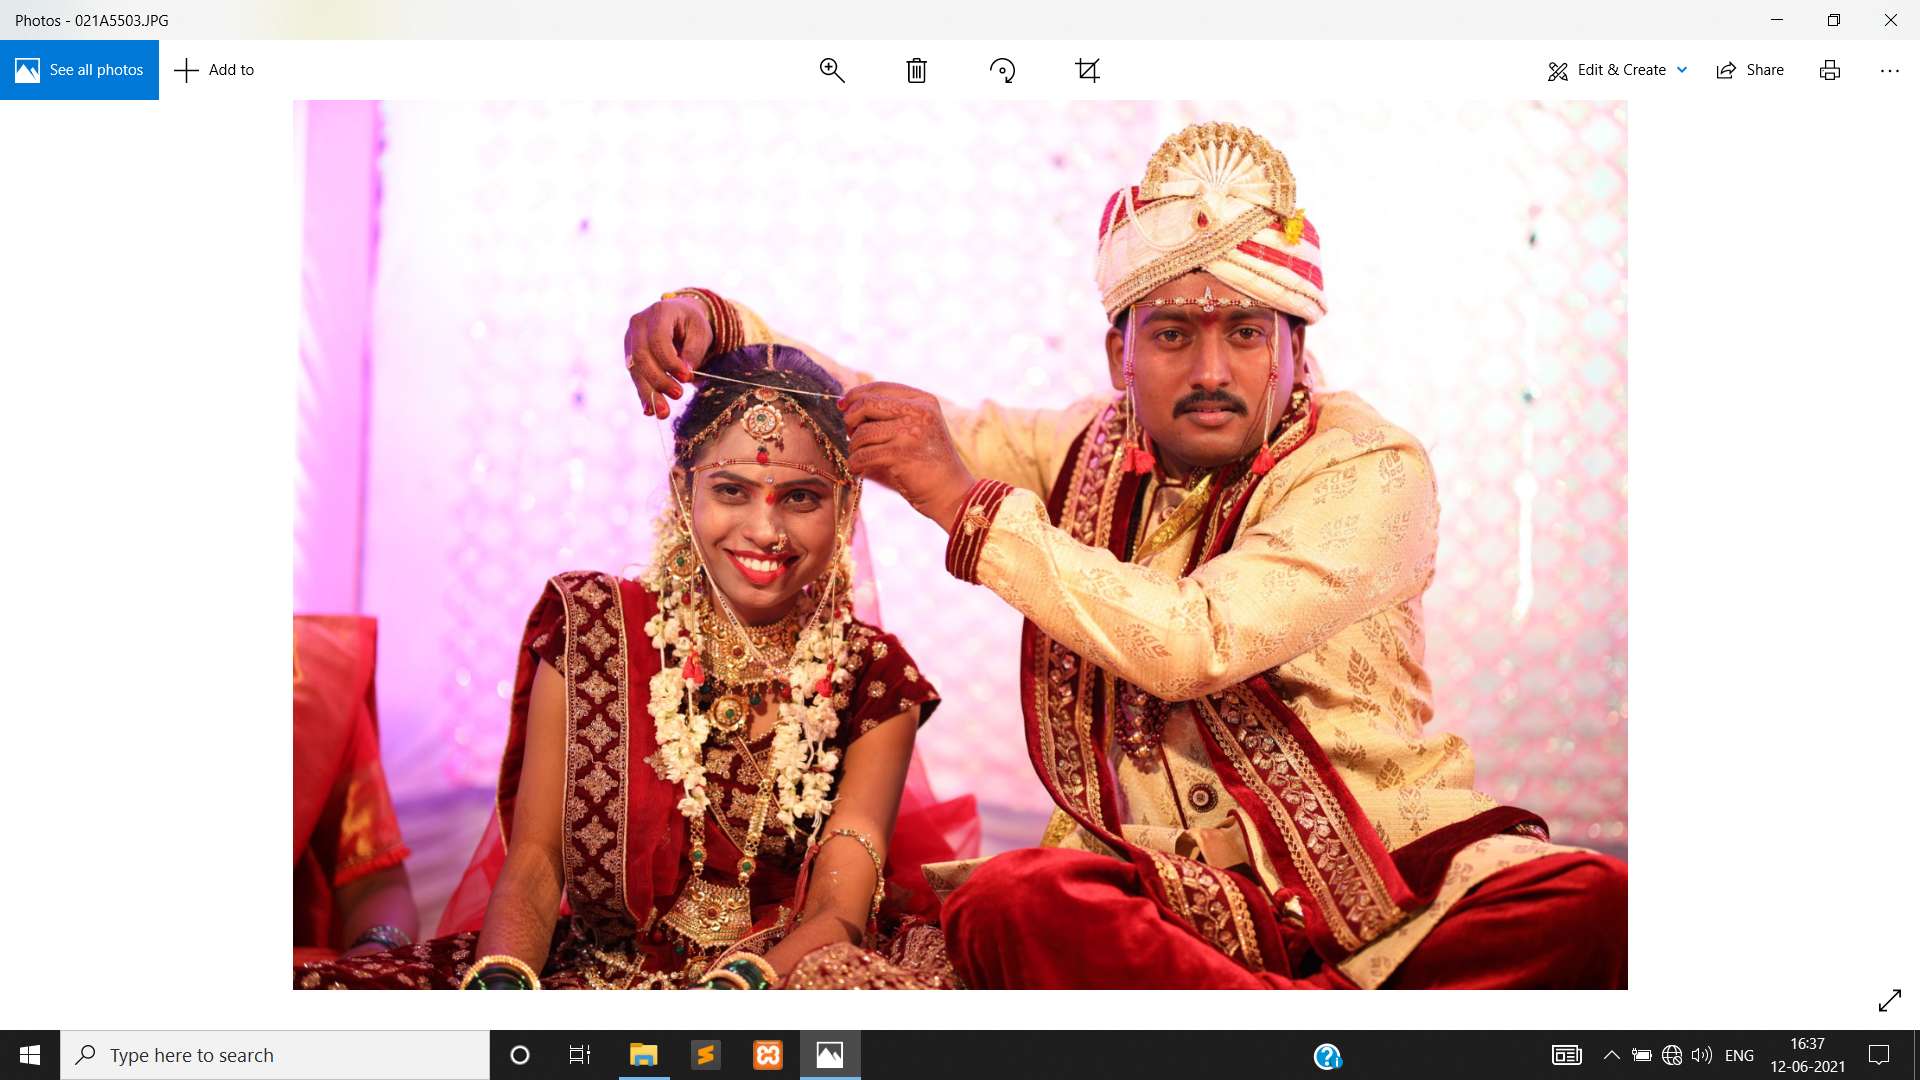 Photos - 021A5503.JPG
See all photos
Add to
Edit & Create
Share
Type here to search
ENG
16:37
12-06-2021